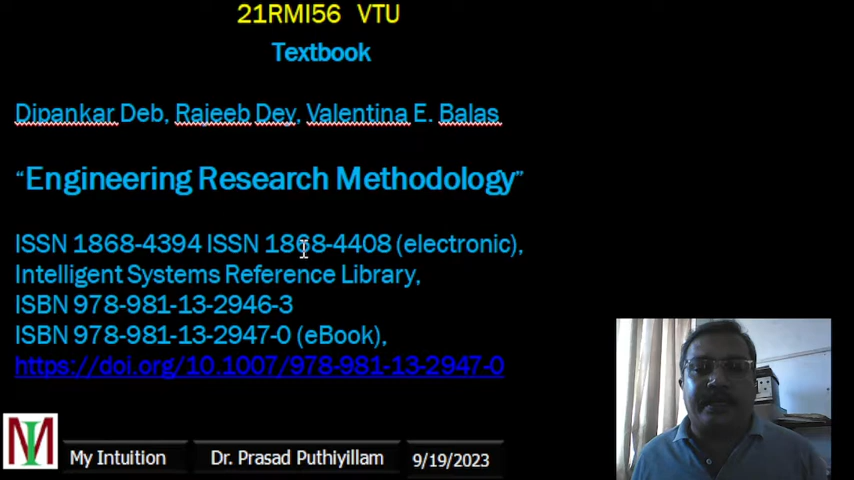 21RMI56 VTU
Textbook
Dipankar Deb, Rajeeb Dey, Valentina E. Balas
“Engineering Research Methodology”
ISSN 1868-4394 ISSN 1868-4408 (electronic),
Intelligent Systems Reference Library,
ISBN 978-981-13-2946-3
ISBN 978-981-13-2947-0 (eBook),
https://doi.org/10.1007/978-981-13-2947-0
MI
My Intuition
Dr. Prasad Puthiyillam
9/19/2023